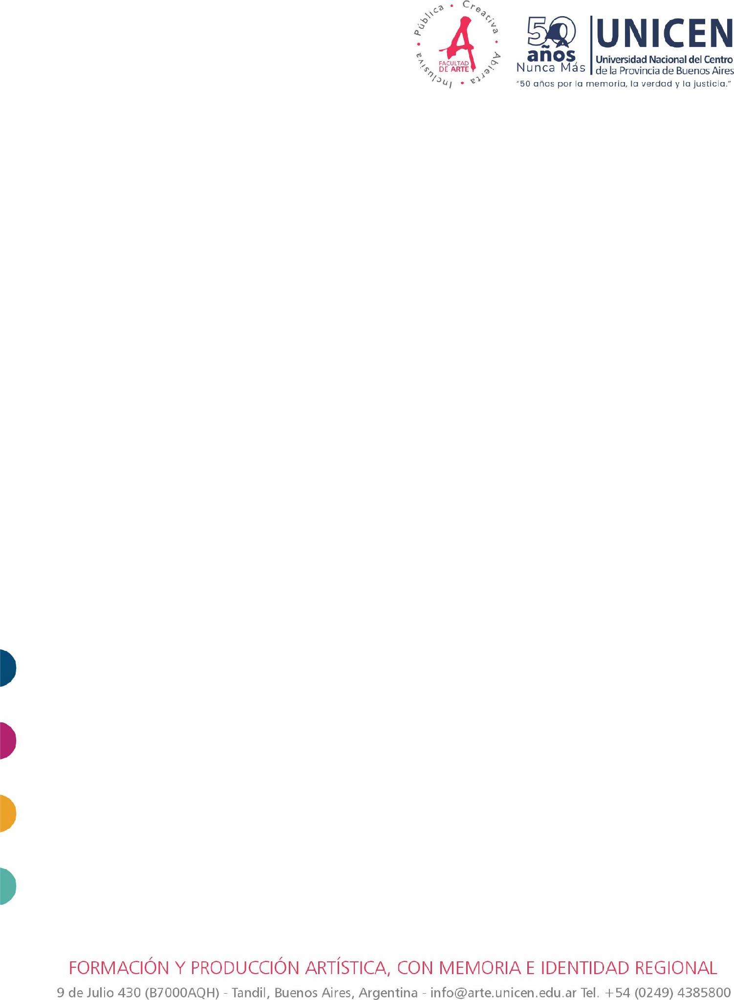 Pública • Creativa • Abierta • Inclusiva •
FACULTAD
DE ARTE
50
años
Nunca Más
UNICEN
Universidad Nacional del Centro
de la Provincia de Buenos Aires
“50 años por la memoria, la verdad y la justicia.”
FORMACIÓN Y PRODUCCIÓN ARTÍSTICA, CON MEMORIA E IDENTIDAD REGIONAL
9 de Julio 430 (B7000AQH) - Tandil, Buenos Aires, Argentina - info@arte.unicen.edu.ar Tel. +54 (0249) 4385800